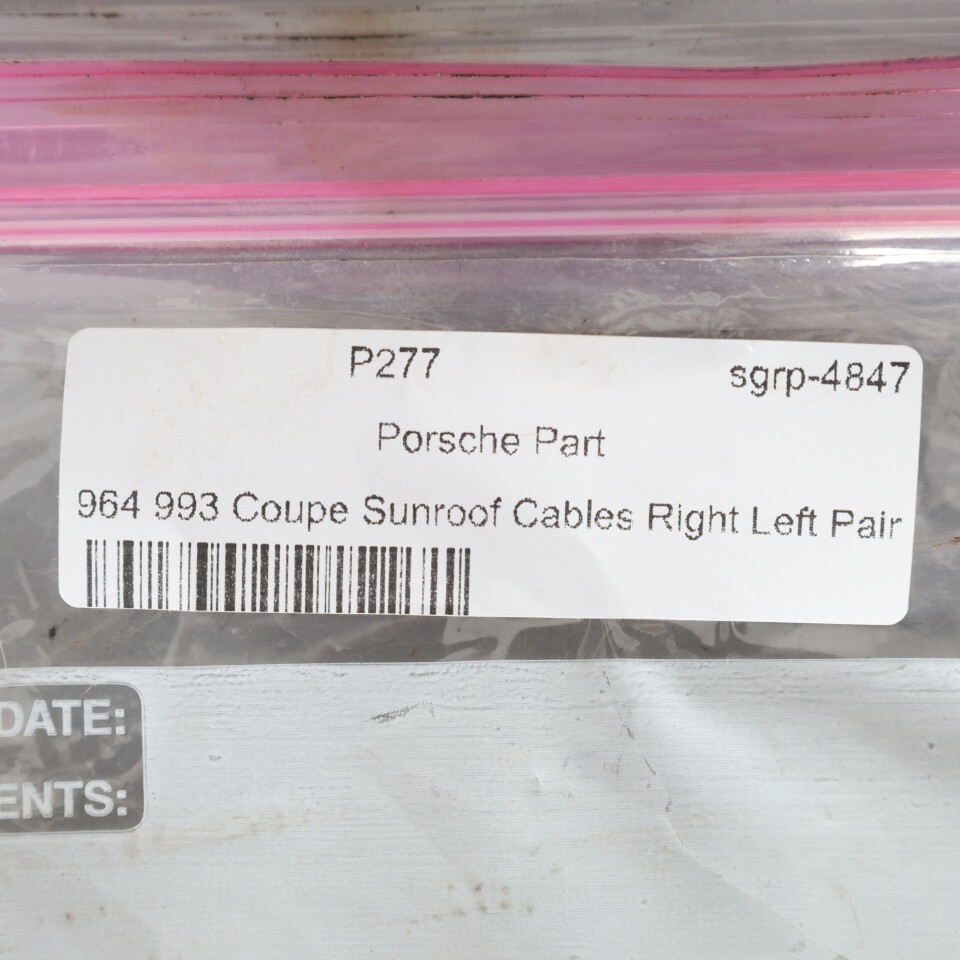 P277 sgrp-4847
Porsche Part
964 993 Coupe Sunroof Cables Right Left Pair
DATE:
ENTS: